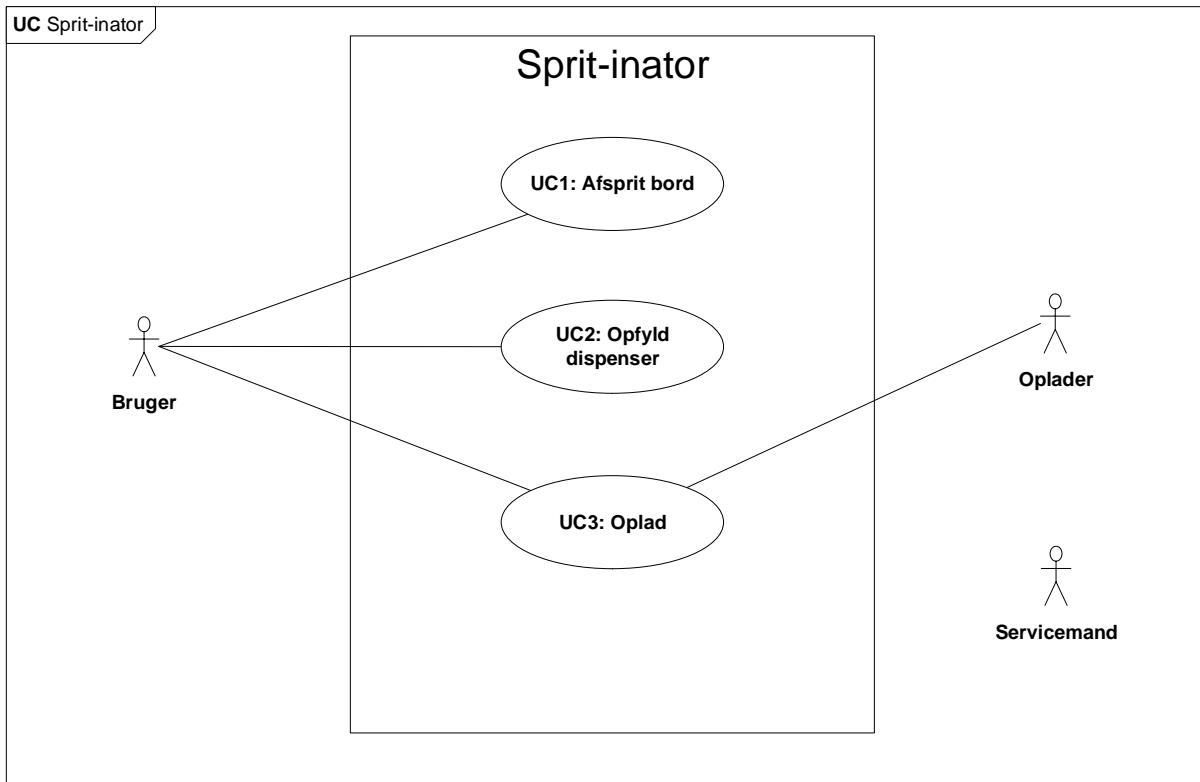 UC Sprit-inator
Sprit-inator
UC1: Afsprit bord
UC2: Opfyld
dispenser
UC3: Oplad
Bruger
Oplader
Servicemand